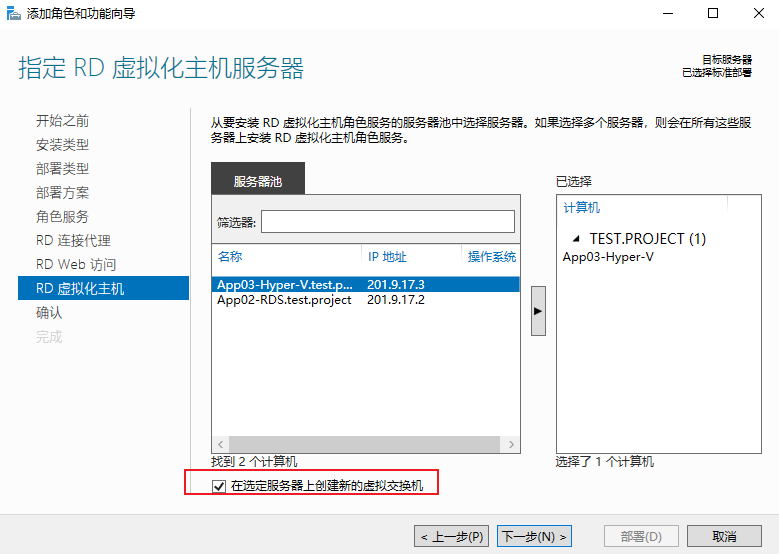 添加角色和功能向导
指定 RD 虚拟化主机服务器
目标服务器
已选择标准部署
开始之前
安装类型
部署类型
部署方案
角色服务
RD 连接代理
RD Web 访问
RD 虚拟化主机
确认
完成
从要安装 RD 虚拟化主机角色服务的服务器池中选择服务器。如果选择多个服务器，则会在所有这些服
务器上安装 RD 虚拟化主机角色服务。
服务器池
筛选器:
名称 IP 地址 操作系统
App03-Hyper-V.test.p... 201.9.17.3
App02-RDS.test.project 201.9.17.2
找到 2 个计算机
已选择
计算机
TEST.PROJECT (1)
App03-Hyper-V
选择了 1 个计算机
在选定服务器上创建新的虚拟交换机
< 上一步(P) 下一步(N) > 部署(D) 取消